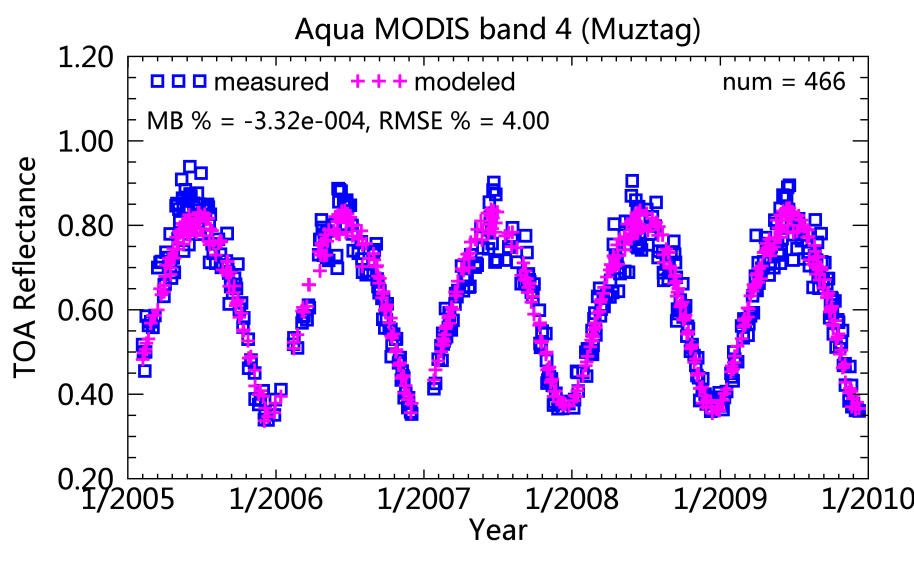 Aqua MODIS band 4 (Muztag)
measured modeled num = 466
MB % = -3.32e-004, RMSE % = 4.00
TOA Reflectance
1.20
1.00
0.80
0.60
0.40
0.20
1/2005 1/2006 1/2007 1/2008 1/2009 1/2010
Year